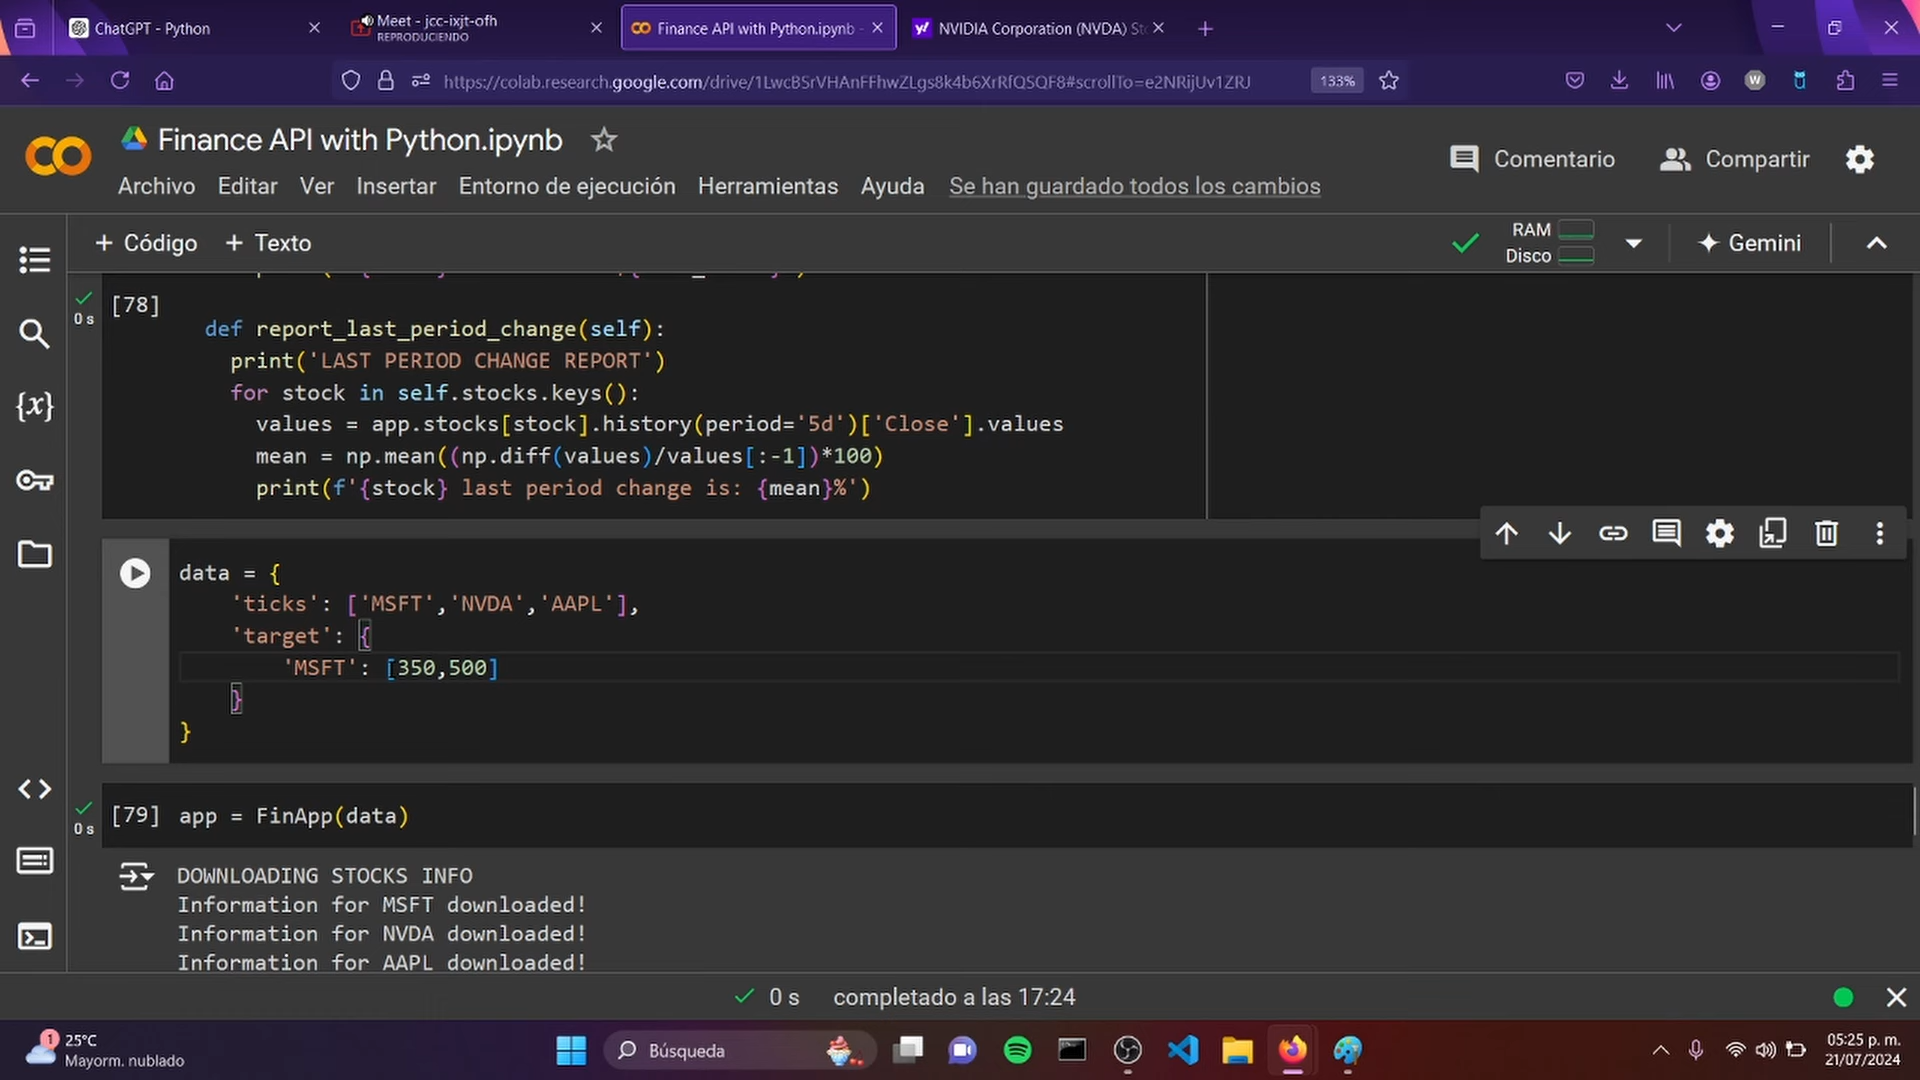 ChatGPT - Python
Meet - jcc-ixjt-ofh
REPRODUCIENDO
Finance API with Python.ipynb -
NVIDIA Corporation (NVDA) St
https://colab.research.google.com/drive/1LwcBSrVHAnFFhwZLgs8k4b6XrRfQSQF8#scrollTo=e2NRijUv1ZRJ
133%
Finance API with Python.ipynb
Comentario
Compartir
Archivo Editar Ver Insertar Entorno de ejecución Herramientas Ayuda Se han guardado todos los cambios
+ Código + Texto
RAM
Disco
Gemini
[78]
0 s
def report_last_period_change(self):
print('LAST PERIOD CHANGE REPORT')
for stock in self.stocks.keys():
values = app.stocks[stock].history(period='5d')['Close'].values
mean = np.mean((np.diff(values)/values[:-1])*100)
print(f'{stock} last period change is: {mean}%')
data = {
'ticks': ['MSFT','NVDA','AAPL'],
'target': {
'MSFT': [350,500]
}
}
[79] app = FinApp(data)
0 s
DOWNLOADING STOCKS INFO
Information for MSFT downloaded!
Information for NVDA downloaded!
Information for AAPL downloaded!
0 s completado a las 17:24
1
25°C
Mayorm. nublado
Búsqueda
05:25 p. m.
21/07/2024